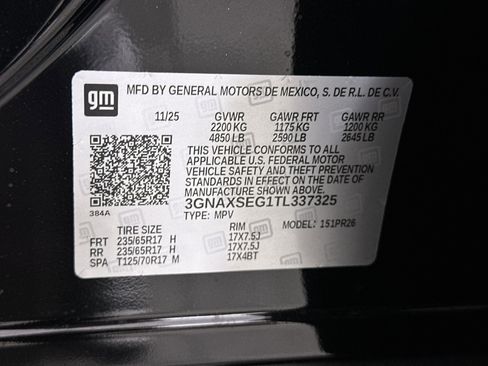 gm MFD BY GENERAL MOTORS DE MEXICO, S. DE R.L. DE C.V.
11/25 GVWR GAWR FRT GAWR RR
2200 KG 1175 KG 1200 KG
4850 LB 2590 LB 2645 LB
THIS VEHICLE CONFORMS TO ALL
APPLICABLE U.S. FEDERAL MOTOR
VEHICLE SAFETY AND THEFT
PREVENTION STANDARDS IN EFFECT
ON THE DATE OF MANUFACTURE
SHOWN ABOVE.
3GNAXSEG1TL337325
384A TYPE: MPV MODEL: 151PR26
TIRE SIZE RIM
FRT 235/65R17 H 17X7.5J
RR 235/65R17 H 17X7.5J
SPA T125/70R17 M 17X4BT